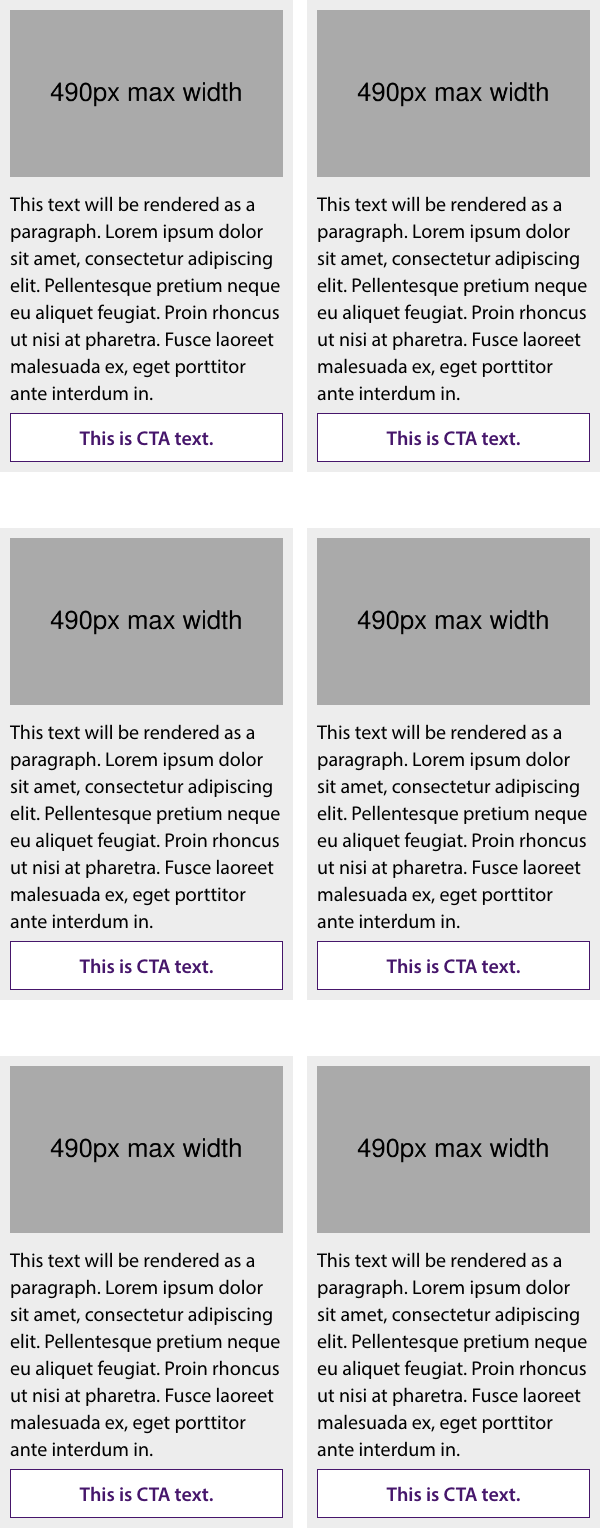 490px max width
This text will be rendered as a
paragraph. Lorem ipsum dolor
sit amet, consectetur adipiscing
elit. Pellentesque pretium neque
eu aliquet feugiat. Proin rhoncus
ut nisi at pharetra. Fusce laoreet
malesuada ex, eget porttitor
ante interdum in.
This is CTA text.
490px max width
This text will be rendered as a
paragraph. Lorem ipsum dolor
sit amet, consectetur adipiscing
elit. Pellentesque pretium neque
eu aliquet feugiat. Proin rhoncus
ut nisi at pharetra. Fusce laoreet
malesuada ex, eget porttitor
ante interdum in.
This is CTA text.
490px max width
This text will be rendered as a
paragraph. Lorem ipsum dolor
sit amet, consectetur adipiscing
elit. Pellentesque pretium neque
eu aliquet feugiat. Proin rhoncus
ut nisi at pharetra. Fusce laoreet
malesuada ex, eget porttitor
ante interdum in.
This is CTA text.
490px max width
This text will be rendered as a
paragraph. Lorem ipsum dolor
sit amet, consectetur adipiscing
elit. Pellentesque pretium neque
eu aliquet feugiat. Proin rhoncus
ut nisi at pharetra. Fusce laoreet
malesuada ex, eget porttitor
ante interdum in.
This is CTA text.
490px max width
This text will be rendered as a
paragraph. Lorem ipsum dolor
sit amet, consectetur adipiscing
elit. Pellentesque pretium neque
eu aliquet feugiat. Proin rhoncus
ut nisi at pharetra. Fusce laoreet
malesuada ex, eget porttitor
ante interdum in.
This is CTA text.
490px max width
This text will be rendered as a
paragraph. Lorem ipsum dolor
sit amet, consectetur adipiscing
elit. Pellentesque pretium neque
eu aliquet feugiat. Proin rhoncus
ut nisi at pharetra. Fusce laoreet
malesuada ex, eget porttitor
ante interdum in.
This is CTA text.